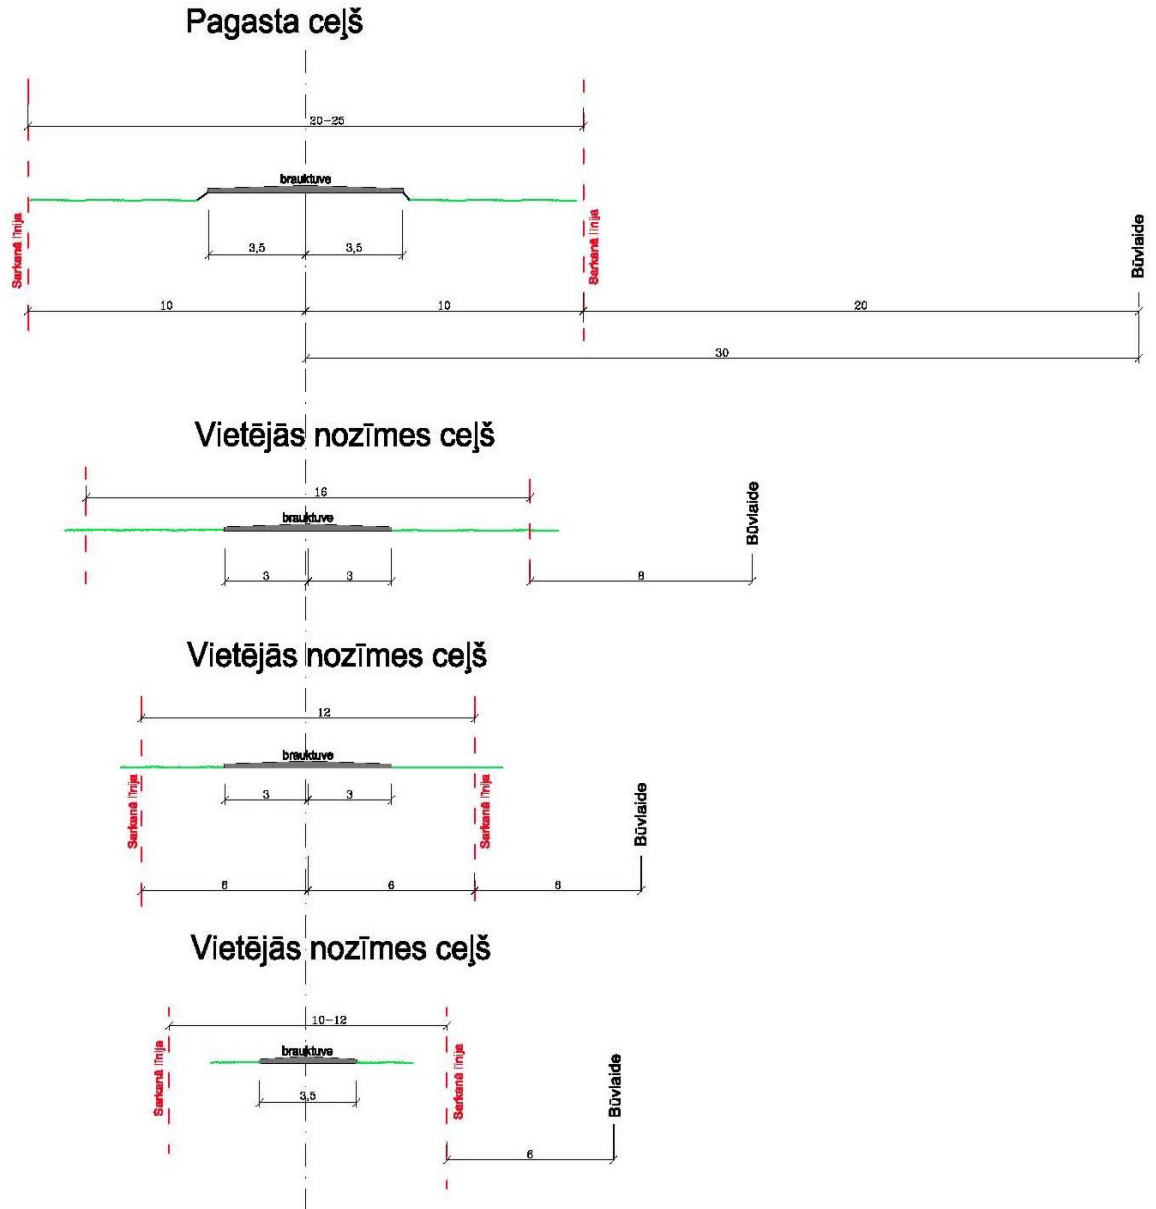 Pagasta ceļš
20-25
brauktuve
Sarkanā līnija
3,5
3,5
Sarkanā līnija
Būvlaide
10
10
20
30
Vietējās nozīmes ceļš
16
brauktuve
Būvlaide
3
3
8
Vietējās nozīmes ceļš
12
brauktuve
Sarkanā līnija
3
3
Sarkanā līnija
Būvlaide
6
6
6
Vietējās nozīmes ceļš
10-12
brauktuve
Sarkanā līnija
3,5
Sarkanā līnija
Būvlaide
6